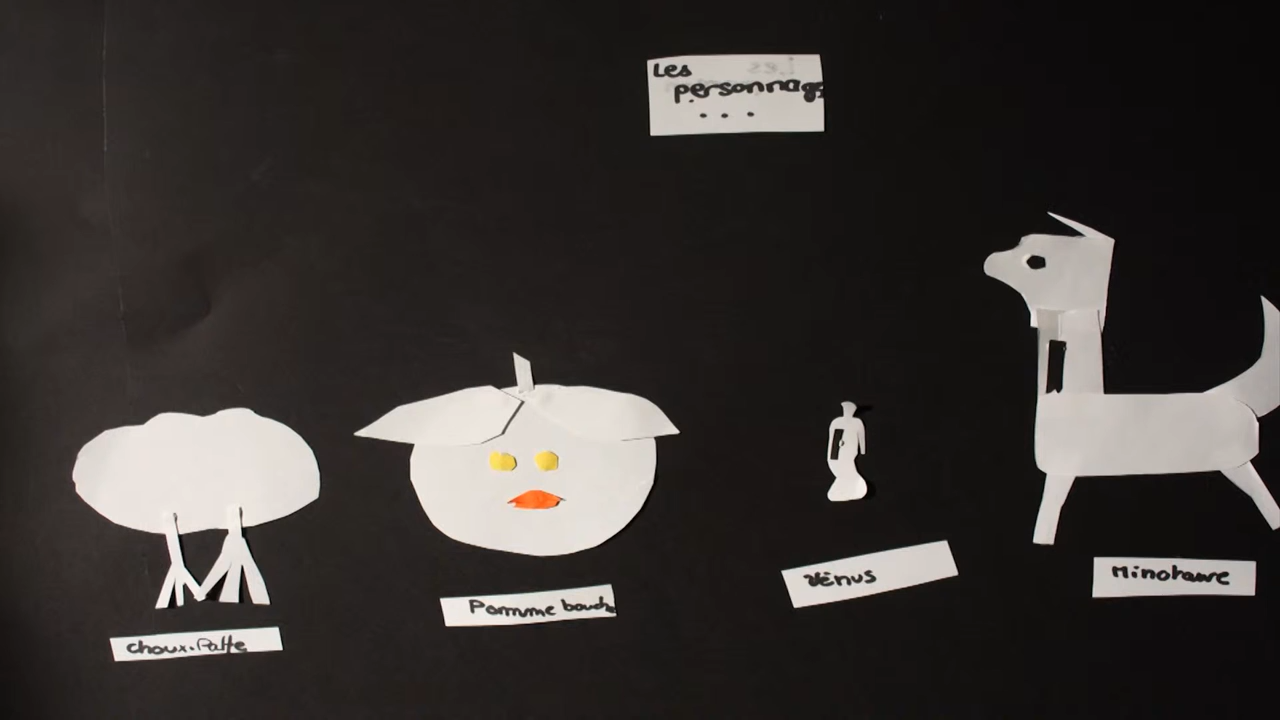 Les
personnages
...
choux.Patte
Pomme bouche
Vénus
Minotaure